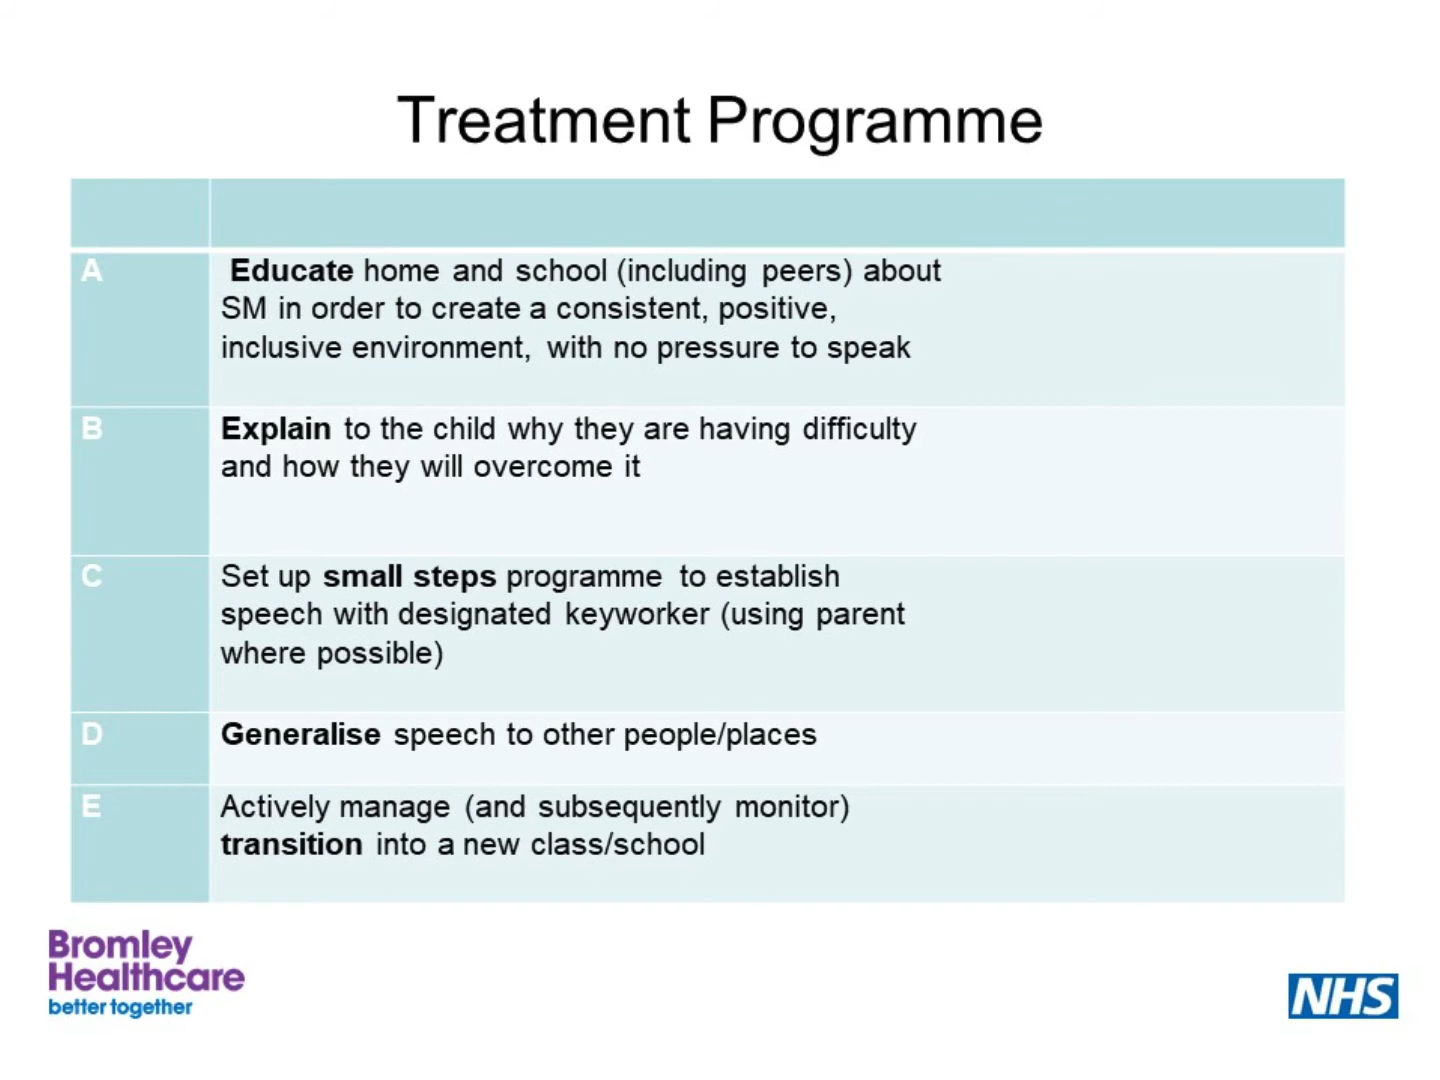 Treatment Programme
A
Educate home and school (including peers) about
SM in order to create a consistent, positive,
inclusive environment, with no pressure to speak
B
Explain to the child why they are having difficulty
and how they will overcome it
C
Set up small steps programme to establish
speech with designated keyworker (using parent
where possible)
D
Generalise speech to other people/places
E
Actively manage (and subsequently monitor)
transition into a new class/school
Bromley
Healthcare
better together
NHS